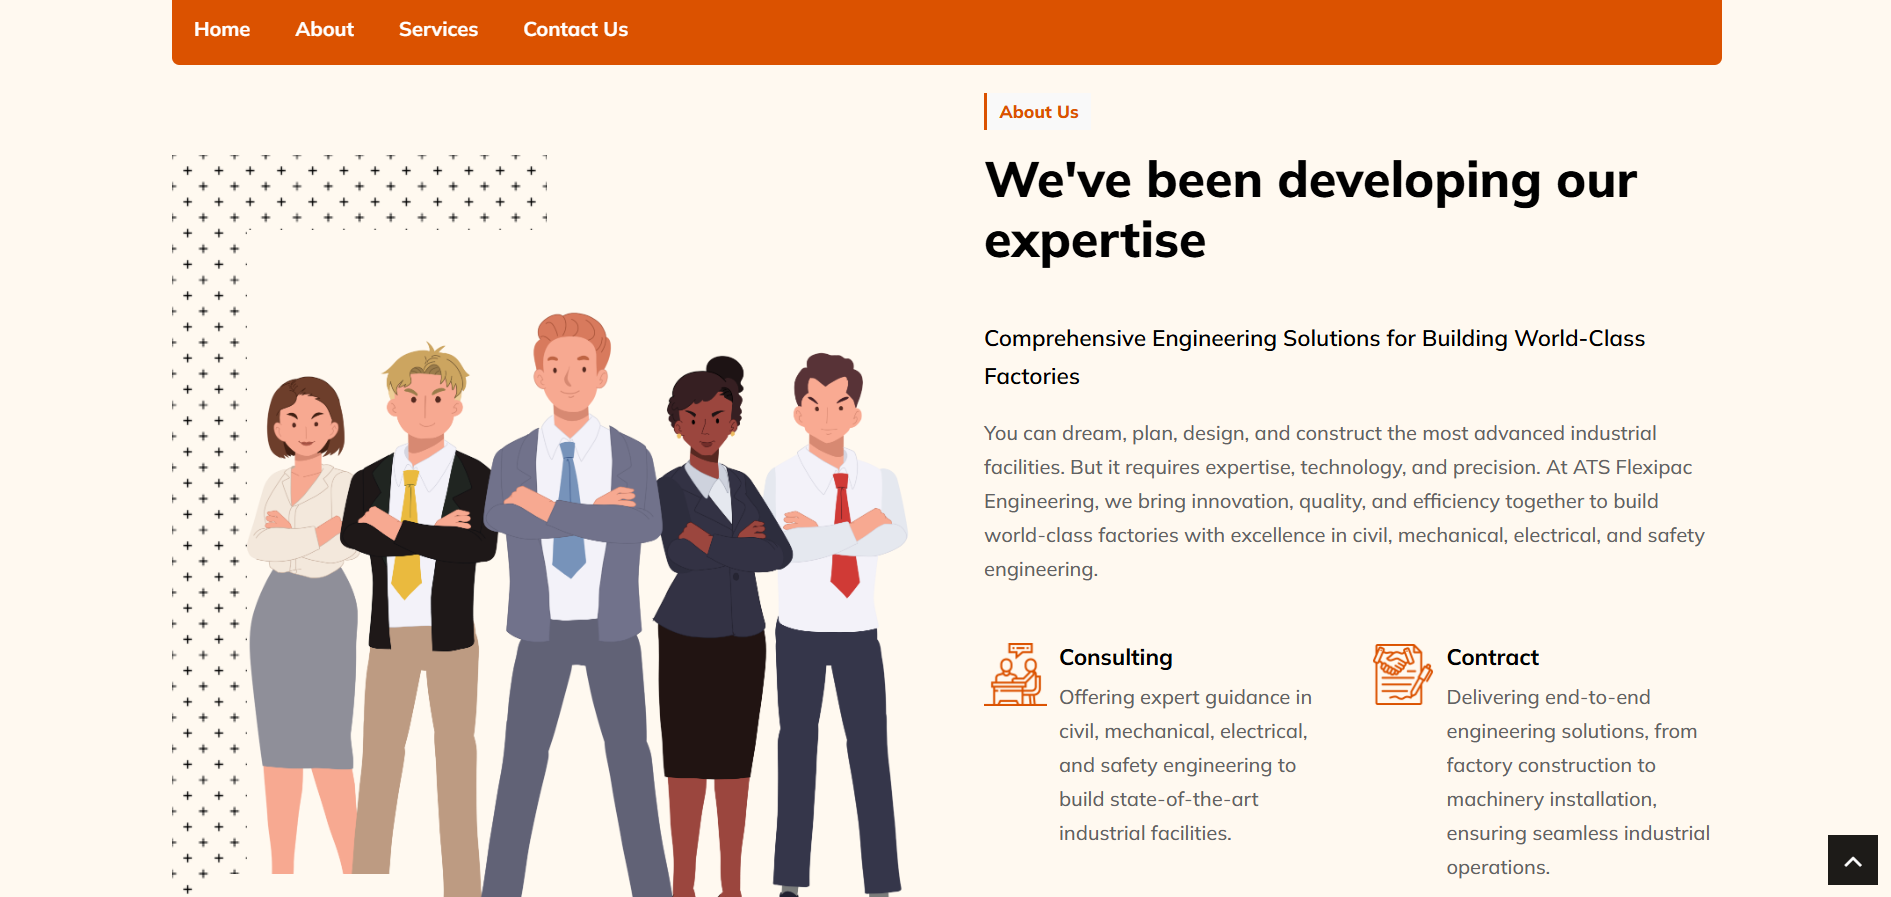 Home About Services Contact Us
About Us
We've been developing our
expertise
Comprehensive Engineering Solutions for Building World-Class
Factories
You can dream, plan, design, and construct the most advanced industrial
facilities. But it requires expertise, technology, and precision. At ATS Flexipac
Engineering, we bring innovation, quality, and efficiency together to build
world-class factories with excellence in civil, mechanical, electrical, and safety
engineering.
Consulting
Offering expert guidance in
civil, mechanical, electrical,
and safety engineering to
build state-of-the-art
industrial facilities.
Contract
Delivering end-to-end
engineering solutions, from
factory construction to
machinery installation,
ensuring seamless industrial
operations.